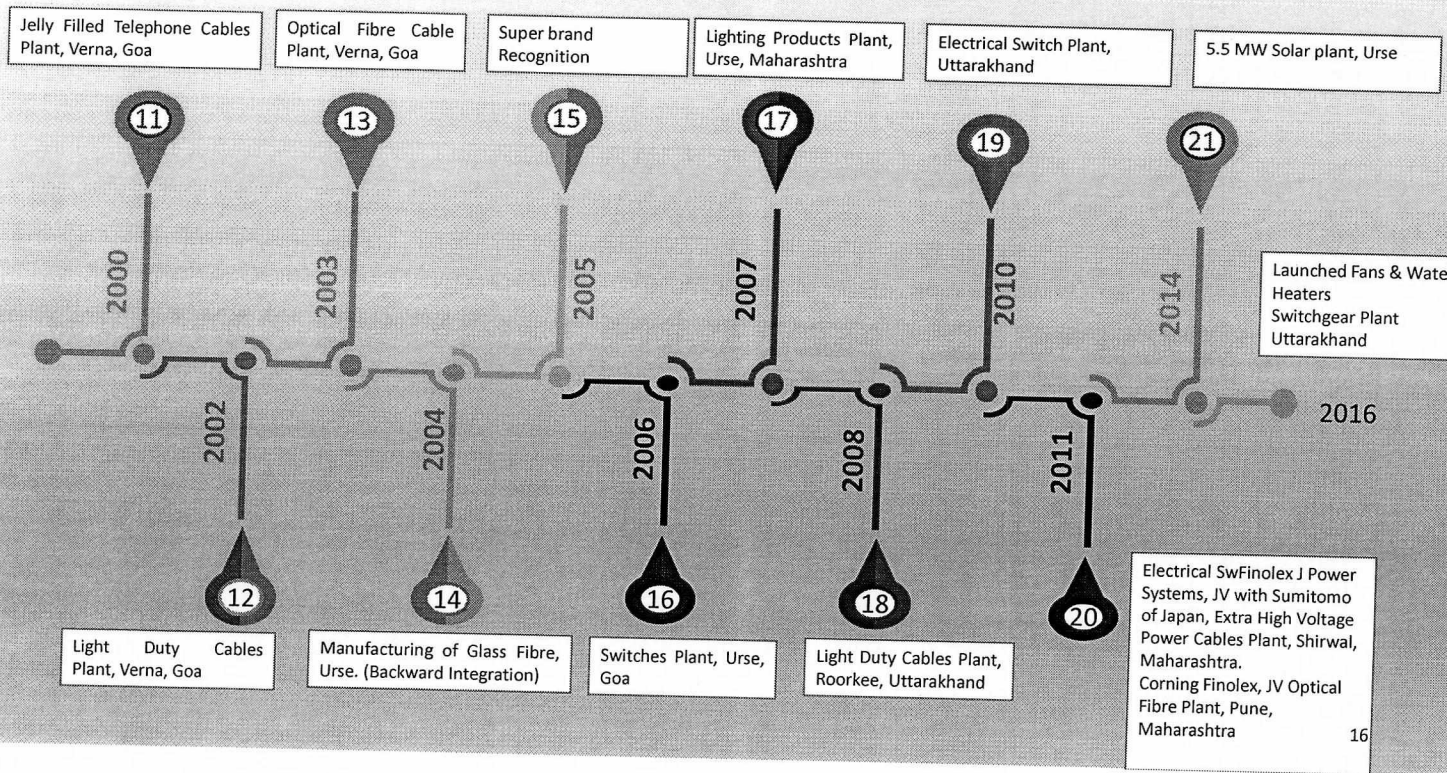 Jelly Filled Telephone Cables
Plant, Verna, Goa
Optical Fibre Cable
Plant, Verna, Goa
Super brand
Recognition
Lighting Products Plant,
Urse, Maharashtra
Electrical Switch Plant,
Uttarakhand
5.5 MW Solar plant, Urse
11
13
15
17
19
21
2000
2003
2005
2007
2010
2014
Launched Fans & Wate
Heaters
Switchgear Plant
Uttarakhand
2016
2002
2004
2006
2008
2011
12
14
16
18
20
Light Duty Cables
Plant, Verna, Goa
Manufacturing of Glass Fibre,
Urse. (Backward Integration)
Switches Plant, Urse,
Goa
Light Duty Cables Plant,
Roorkee, Uttarakhand
Electrical SwFinolex J Power
Systems, JV with Sumitomo
of Japan, Extra High Voltage
Power Cables Plant, Shirwal,
Maharashtra.
Corning Finolex, JV Optical
Fibre Plant, Pune,
Maharashtra
16